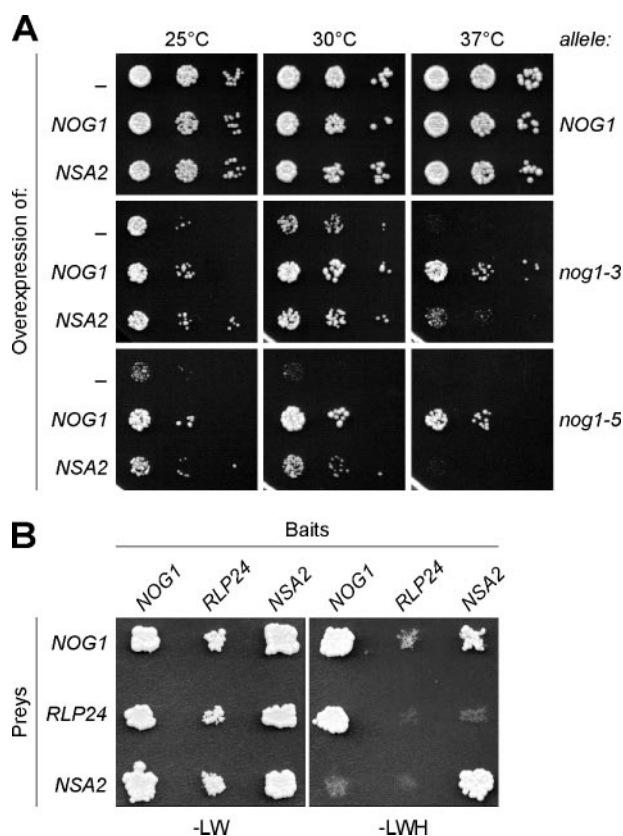 A
25°C 30°C 37°C allele:
Overexpression of:
–
NOG1
NSA2
NOG1
–
NOG1
NSA2
nog1-3
–
NOG1
NSA2
nog1-5
B
Baits
NOG1 RLP24 NSA2 NOG1 RLP24 NSA2
Preys
NOG1
RLP24
NSA2
-LW -LWH